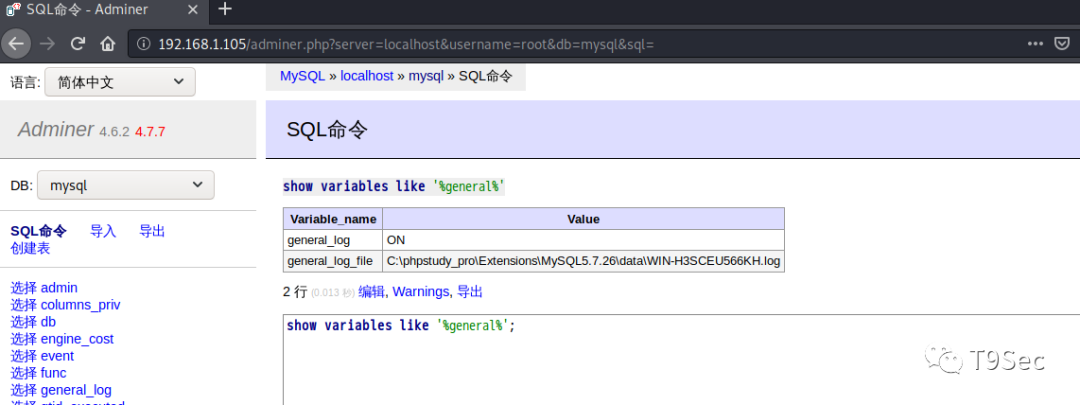 SQL命令 - Adminer
192.168.1.105/adminer.php?server=localhost&username=root&db=mysql&sql=
语言: 简体中文
MySQL » localhost » mysql » SQL命令
Adminer 4.6.2 4.7.7
SQL命令
DB: mysql
show variables like '%general%'
Variable_name Value
general_log ON
general_log_file C:\phpstudy_pro\Extensions\MySQL5.7.26\data\WIN-H3SCEU566KH.log
SQL命令 导入 导出
创建表
2 行 (0.013 秒) 编辑, Warnings, 导出
选择 admin
选择 columns_priv
选择 db
选择 engine_cost
选择 event
选择 func
选择 general_log
show variables like '%general%';
T9Sec